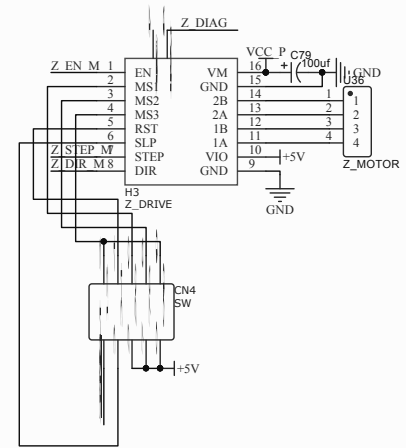 Z_DIAG
Z_EN_M 1 EN VM 16 VCC_P
C79
+ 100uf
GND
2 MS1 GND 15
U36
3 MS2 2B 14 1 1
4 MS3 2A 13 2 2
5 RST 1B 12 3 3
6 SLP 1A 11 4 4
Z_STEP_M 7 STEP VIO 10 +5V
Z_DIR_M 8 DIR GND 9
Z_MOTOR
H3
Z_DRIVE
GND
CN4
SW
+5V